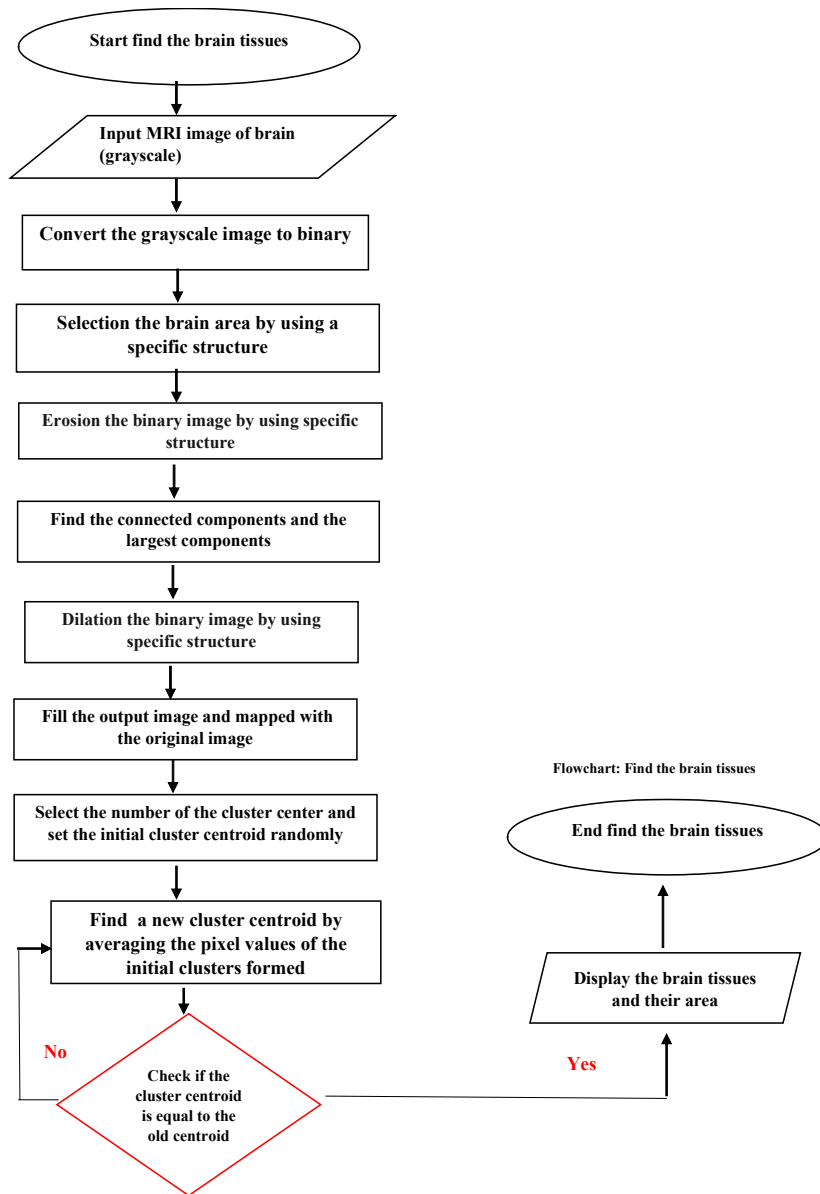 Start find the brain tissues
Input MRI image of brain
(grayscale)
Convert the grayscale image to binary
Selection the brain area by using a
specific structure
Erosion the binary image by using specific
structure
Find the connected components and the
largest components
Dilation the binary image by using
specific structure
Fill the output image and mapped with
the original image
Select the number of the cluster center and
set the initial cluster centroid randomly
Find a new cluster centroid by
averaging the pixel values of the
initial clusters formed
No
Check if the
cluster centroid
is equal to the
old centroid
Yes
Display the brain tissues
and their area
End find the brain tissues
Flowchart: Find the brain tissues